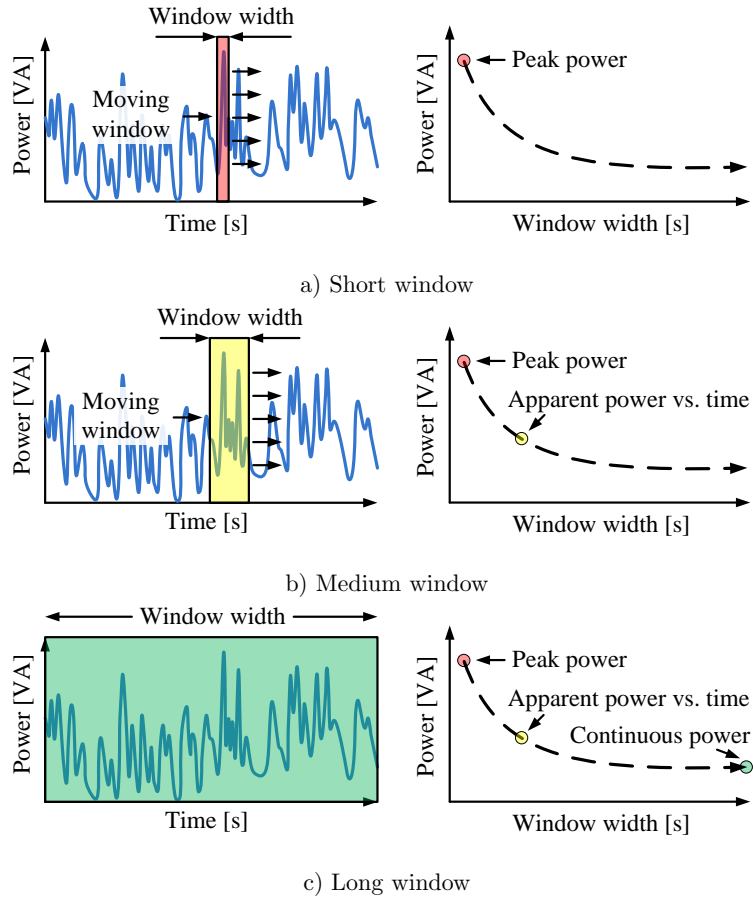 Window width
Power [VA]
Moving
window
Time [s]
Power [VA]
Peak power
Window width [s]
a) Short window
Window width
Power [VA]
Moving
window
Time [s]
Power [VA]
Peak power
Apparent power vs. time
Window width [s]
b) Medium window
Window width
Power [VA]
Time [s]
Power [VA]
Peak power
Apparent power vs. time
Continuous power
Window width [s]
c) Long window